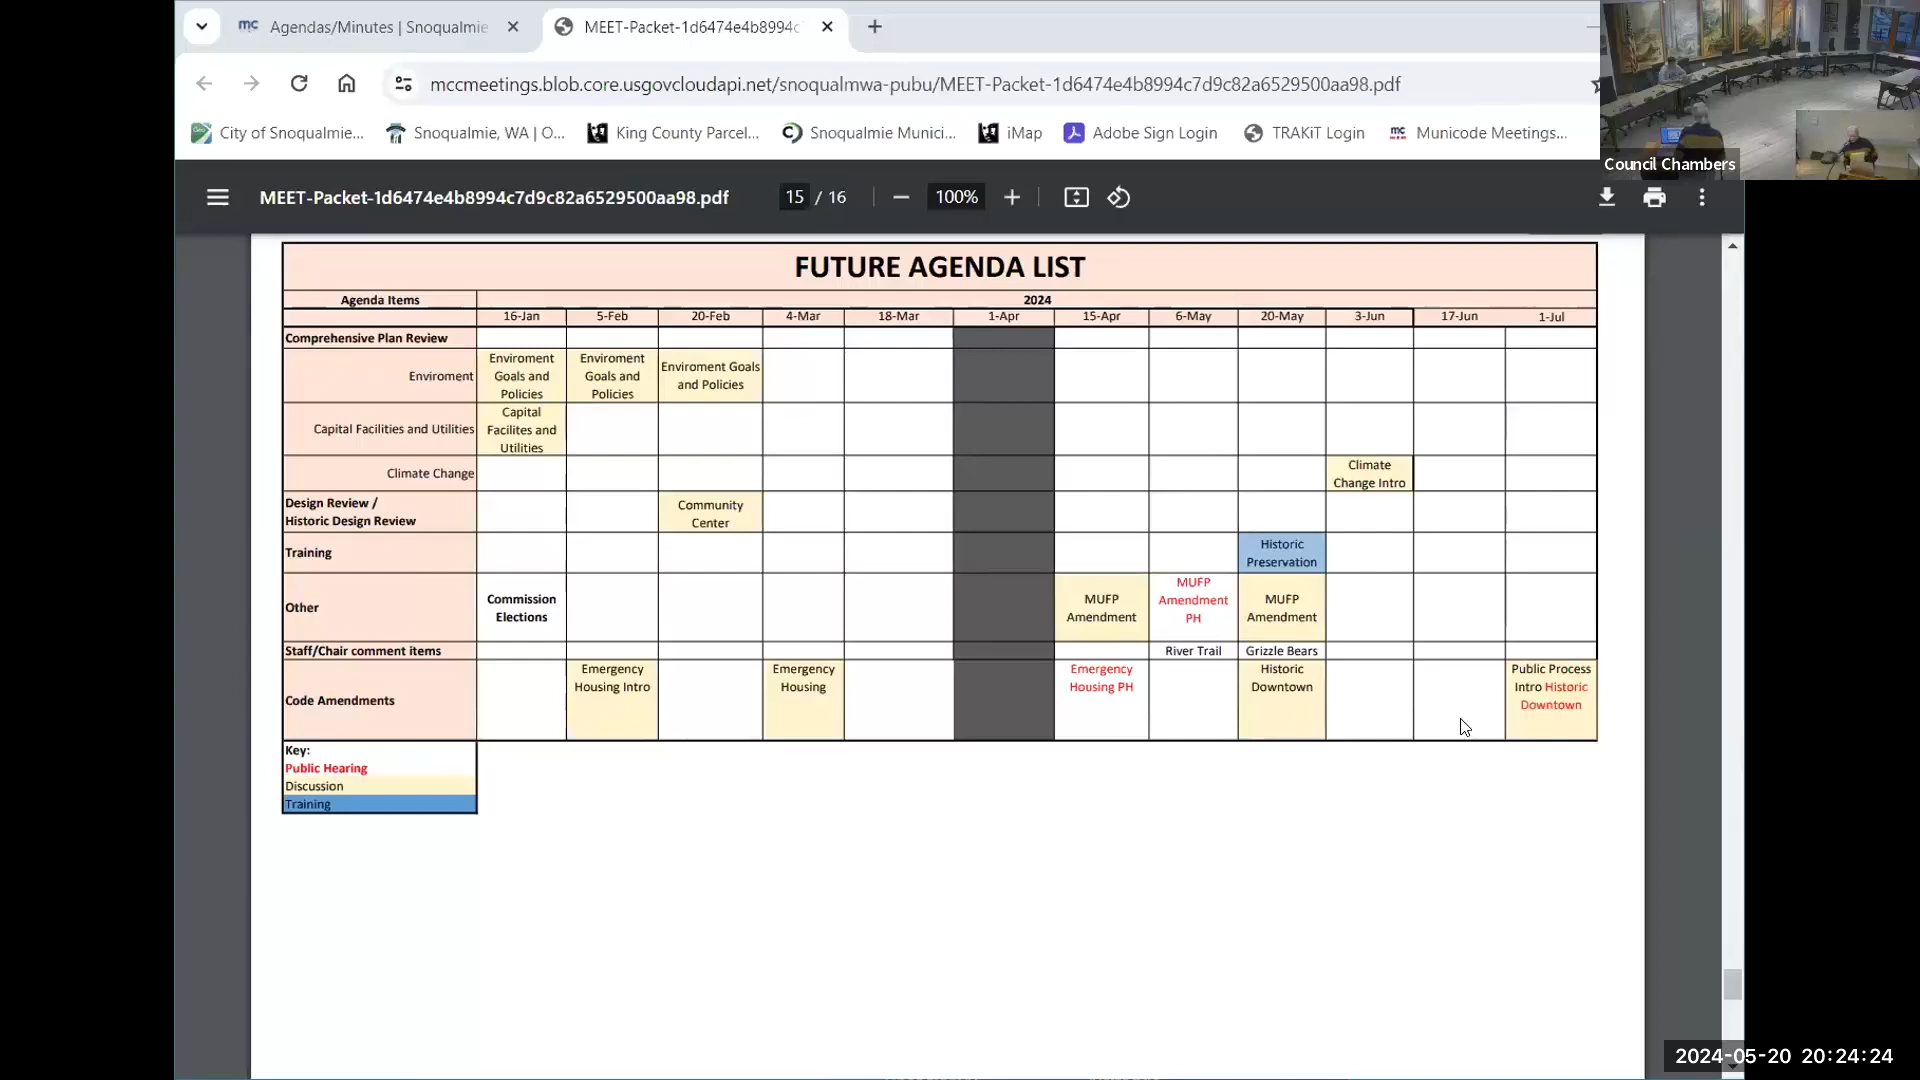 Agendas/Minutes | Snoqualmie
MEET-Packet-1d6474e4b8994c
mccmeetings.blob.core.usgovcloudapi.net/snoqualmwa-pubu/MEET-Packet-1d6474e4b8994c7d9c82a6529500aa98.pdf
City of Snoqualmie... Snoqualmie, WA | O... King County Parcel... Snoqualmie Munici... iMap Adobe Sign Login TRAKiT Login mc Municode Meetings...
Council Chambers
MEET-Packet-1d6474e4b8994c7d9c82a6529500aa98.pdf 15 / 16 100%
FUTURE AGENDA LIST
Agenda Items 2024
16-Jan 5-Feb 20-Feb 4-Mar 18-Mar 1-Apr 15-Apr 6-May 20-May 3-Jun 17-Jun 1-Jul
Comprehensive Plan Review
Enviroment
Enviroment Goals and Policies
Enviroment Goals and Policies
Enviroment Goals and Policies
Capital Facilities and Utilities
Capital Facilites and Utilities
Climate Change
Climate Change Intro
Design Review / Historic Design Review
Community Center
Training
Historic Preservation
Other
Commission Elections
MUFP Amendment
MUFP Amendment PH
MUFP Amendment
Staff/Chair comment items
River Trail
Grizzle Bears
Code Amendments
Emergency Housing Intro
Emergency Housing
Emergency Housing PH
Historic Downtown
Public Process Intro Historic Downtown
Key:
Public Hearing
Discussion
Training
2024-05-20 20:24:24